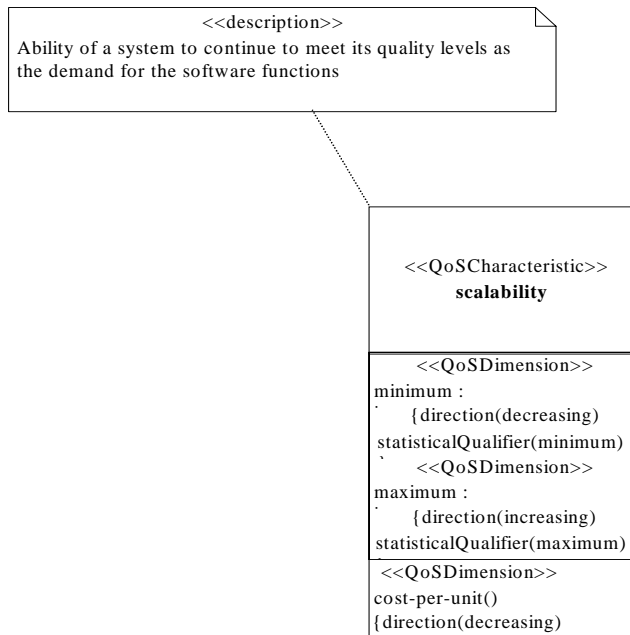 <<description>>
Ability of a system to continue to meet its quality levels as
the demand for the software functions
<<QoSCharacteristic>>
scalability
<<QoSDimension>>
minimum :
{direction(decreasing)
statisticalQualifier(minimum)
<<QoSDimension>>
maximum :
{direction(increasing)
statisticalQualifier(maximum)
<<QoSDimension>>
cost-per-unit()
{direction(decreasing)